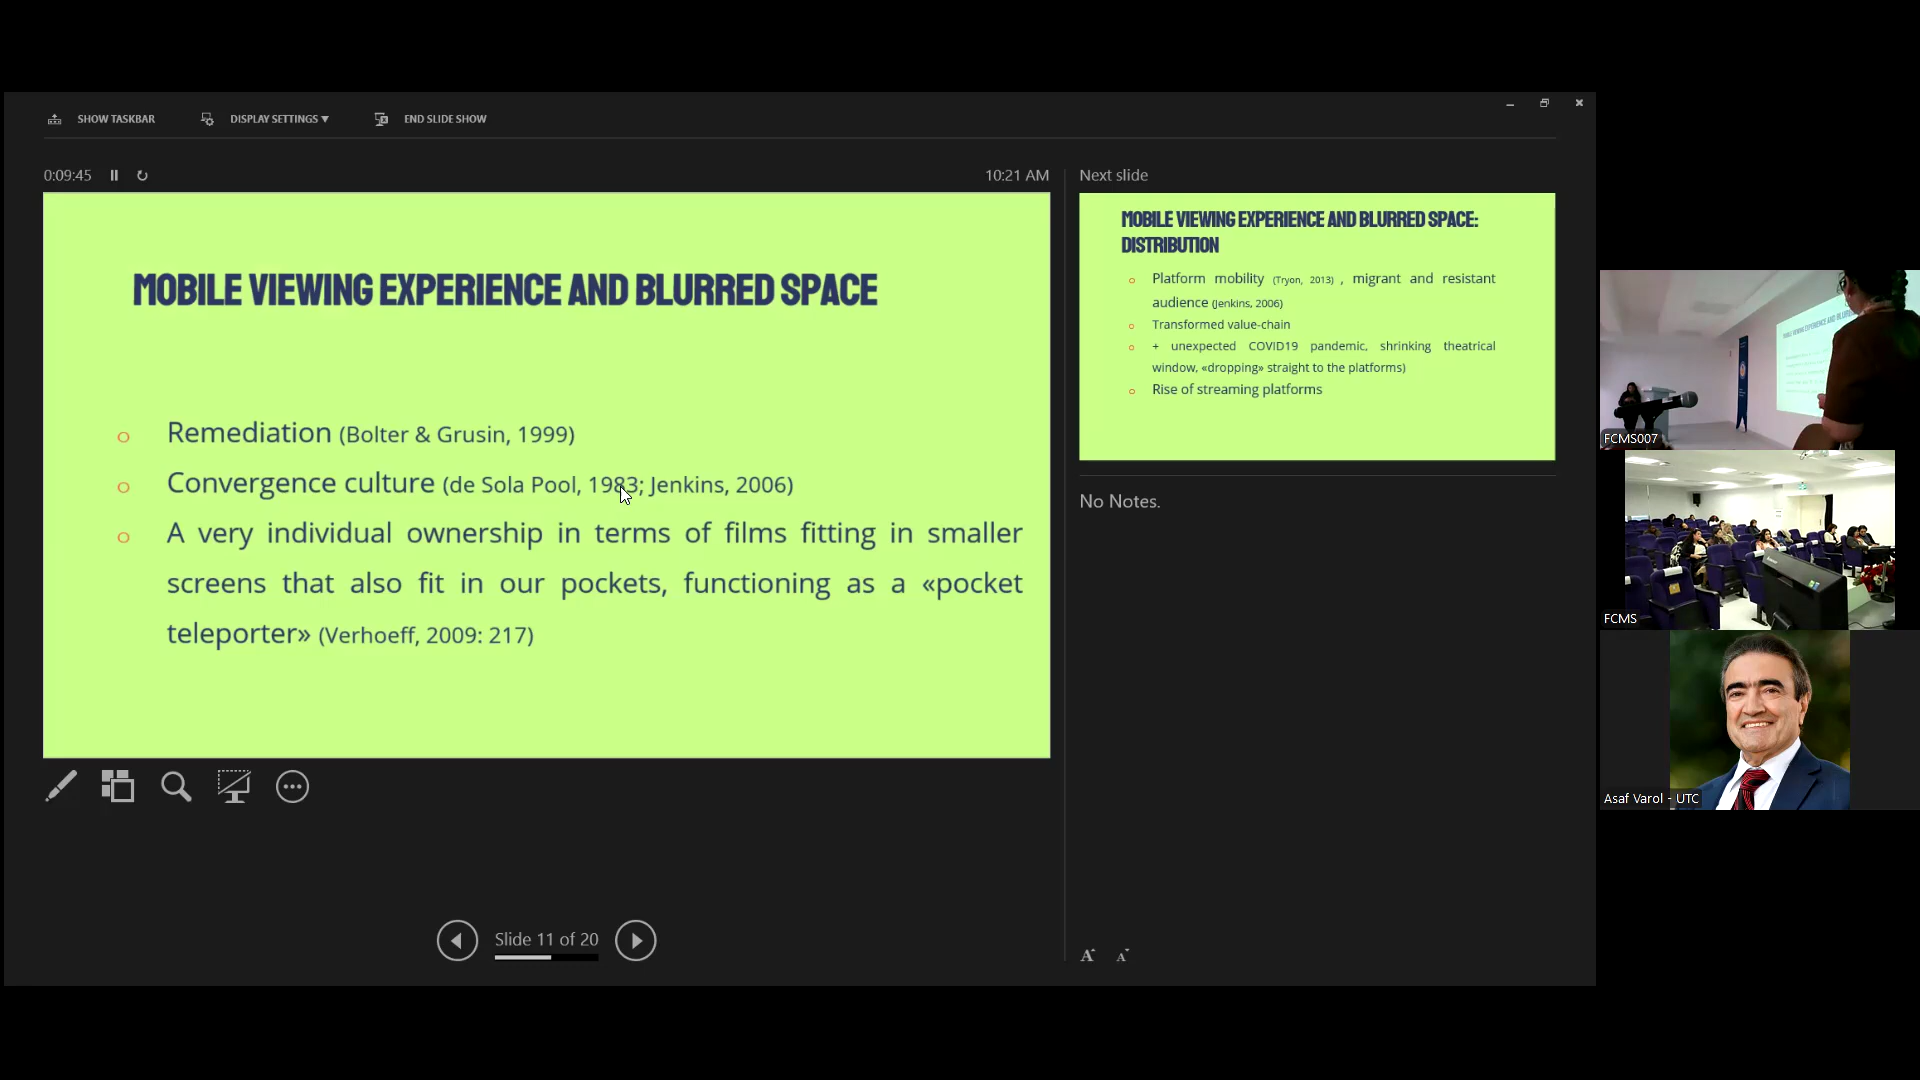 SHOW TASKBAR
DISPLAY SETTINGS ▼
END SLIDE SHOW
0:09:45
10:21 AM
MOBILE VIEWING EXPERIENCE AND BLURRED SPACE
o Remediation (Bolter & Grusin, 1999)
o Convergence culture (de Sola Pool, 1983; Jenkins, 2006)
o A very individual ownership in terms of films fitting in smaller
screens that also fit in our pockets, functioning as a «pocket
teleporter» (Verhoeff, 2009: 217)
Slide 11 of 20
Next slide
MOBILE VIEWING EXPERIENCE AND BLURRED SPACE:
DISTRIBUTION
o Platform mobility (Tryon, 2013) , migrant and resistant
audience (Jenkins, 2006)
o Transformed value-chain
o + unexpected COVID19 pandemic, shrinking theatrical
window, «dropping» straight to the platforms)
o Rise of streaming platforms
No Notes.
A A
FCMS007
FCMS
Asaf Varol - UTC